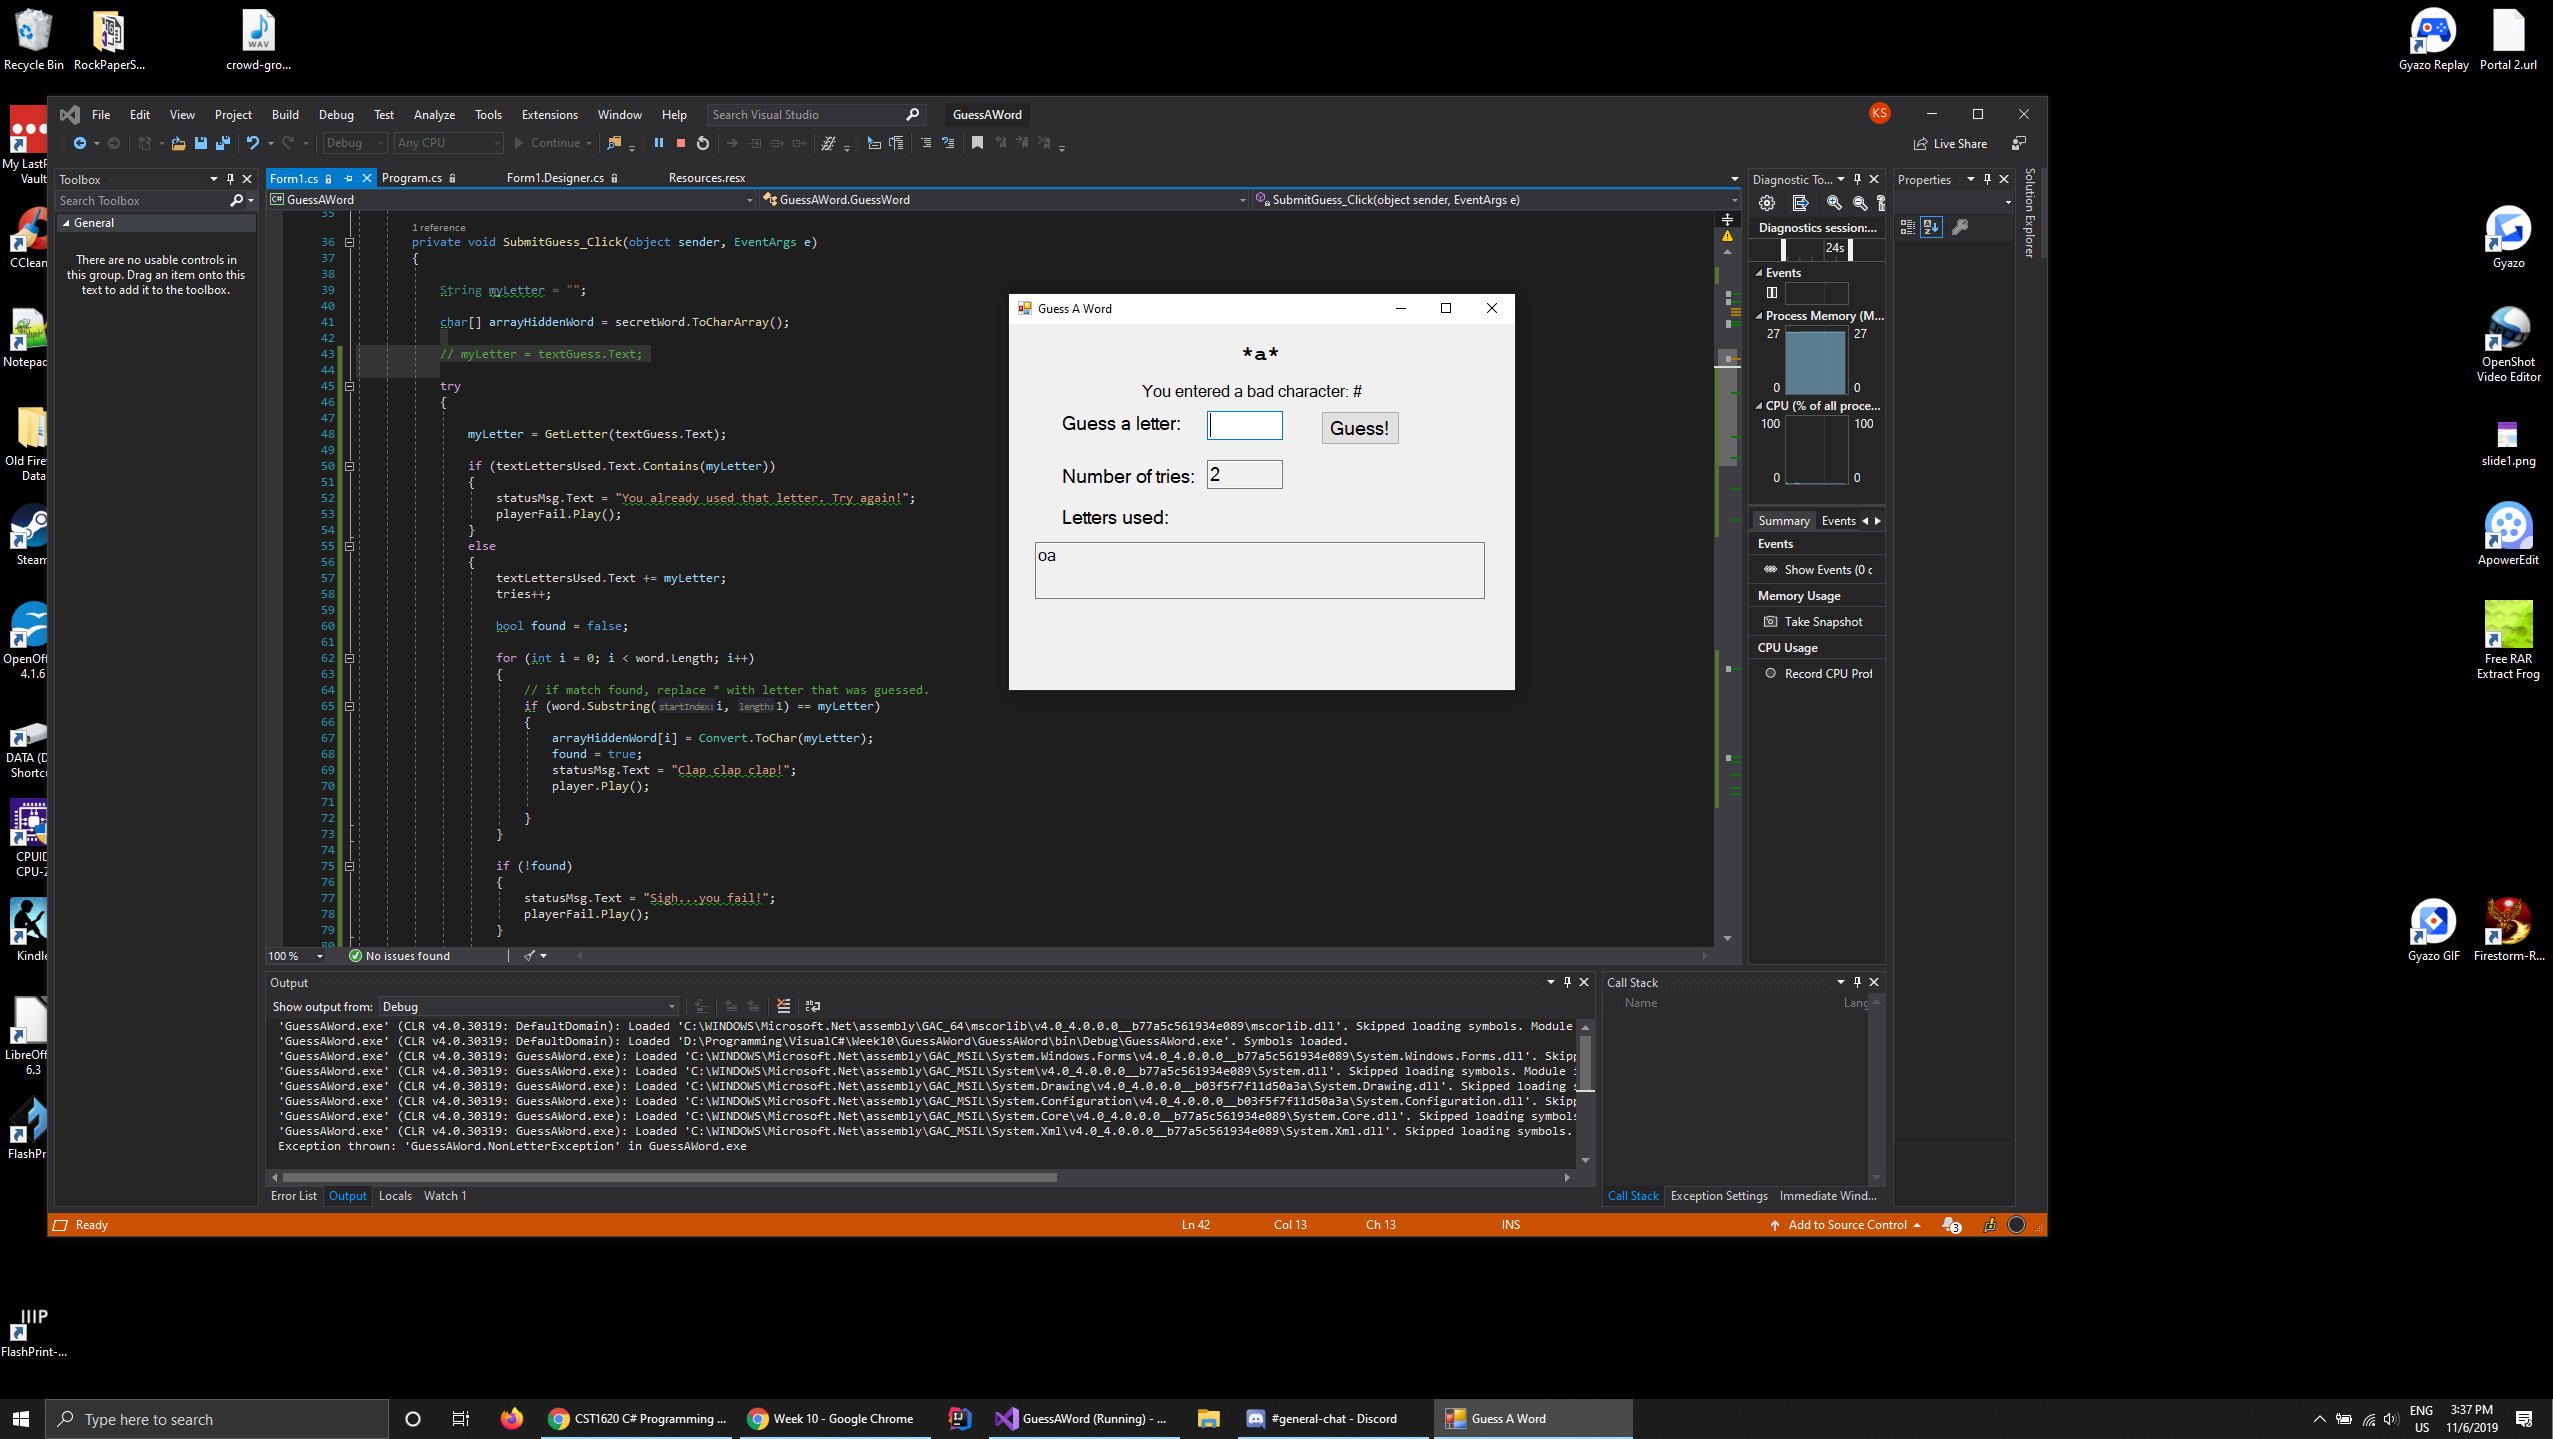 Recycle Bin
RockPaperS...
crowd-gro...
Gyazo Replay
Portal 2.url
My LastP
Vault
CClean
Notepad
Old Firef
Data
Steam
OpenOff
4.1.6
DATA (D
Shortcu
CPUID
CPU-Z
Kindle
LibreOff
6.3
FlashPri
FlashPrint-...
Gyazo
OpenShot
Video Editor
slide1.png
ApowerEdit
Free RAR
Extract Frog
Gyazo GIF
Firestorm-R...
File Edit View Project Build Debug Test Analyze Tools Extensions Window Help Search Visual Studio GuessAWord KS
Debug Any CPU Continue Live Share
Toolbox
Search Toolbox
General
There are no usable controls in
this group. Drag an item onto this
text to add it to the toolbox.
Form1.cs Program.cs Form1.Designer.cs Resources.resx
GuessAWord GuessAWord.GuessWord SubmitGuess_Click(object sender, EventArgs e)
35
1 reference
36 private void SubmitGuess_Click(object sender, EventArgs e)
37 {
38
39 String myLetter = "";
40
41 char[] arrayHiddenWord = secretWord.ToCharArray();
42
43 // myLetter = textGuess.Text;
44
45 try
46 {
47
48 myLetter = GetLetter(textGuess.Text);
49
50 if (textLettersUsed.Text.Contains(myLetter))
51 {
52 statusMsg.Text = "You already used that letter. Try again!";
53 playerFail.Play();
54 }
55 else
56 {
57 textLettersUsed.Text += myLetter;
58 tries++;
59
60 bool found = false;
61
62 for (int i = 0; i < word.Length; i++)
63 {
64 // if match found, replace * with letter that was guessed.
65 if (word.Substring(startIndex: i, length: 1) == myLetter)
66 {
67 arrayHiddenWord[i] = Convert.ToChar(myLetter);
68 found = true;
69 statusMsg.Text = "Clap clap clap!";
70 player.Play();
71
72 }
73 }
74
75 if (!found)
76 {
77 statusMsg.Text = "Sigh...you fail!";
78 playerFail.Play();
79 }
80
100 % No issues found
Guess A Word
*a*
You entered a bad character: #
Guess a letter: Guess!
Number of tries: 2
Letters used:
oa
Diagnostic To...
Diagnostics session:...
24s
Events
Process Memory (M...
27 27
0 0
CPU (% of all proce...
100 100
0 0
Summary Events
Events
Show Events (0 c
Memory Usage
Take Snapshot
CPU Usage
Record CPU Prof
Properties
Solution Explorer
Output
Show output from: Debug
'GuessAWord.exe' (CLR v4.0.30319: DefaultDomain): Loaded 'C:\WINDOWS\Microsoft.Net\assembly\GAC_64\mscorlib\v4.0_4.0.0.0__b77a5c561934e089\mscorlib.dll'. Skipped loading symbols. Module
'GuessAWord.exe' (CLR v4.0.30319: DefaultDomain): Loaded 'D:\Programming\VisualC#\Week10\GuessAWord\GuessAWord\bin\Debug\GuessAWord.exe'. Symbols loaded.
'GuessAWord.exe' (CLR v4.0.30319: GuessAWord.exe): Loaded 'C:\WINDOWS\Microsoft.Net\assembly\GAC_MSIL\System.Windows.Forms\v4.0_4.0.0.0__b77a5c561934e089\System.Windows.Forms.dll'. Skipp
'GuessAWord.exe' (CLR v4.0.30319: GuessAWord.exe): Loaded 'C:\WINDOWS\Microsoft.Net\assembly\GAC_MSIL\System\v4.0_4.0.0.0__b77a5c561934e089\System.dll'. Skipped loading symbols. Module i
'GuessAWord.exe' (CLR v4.0.30319: GuessAWord.exe): Loaded 'C:\WINDOWS\Microsoft.Net\assembly\GAC_MSIL\System.Drawing\v4.0_4.0.0.0__b03f5f7f11d50a3a\System.Drawing.dll'. Skipped loading s
'GuessAWord.exe' (CLR v4.0.30319: GuessAWord.exe): Loaded 'C:\WINDOWS\Microsoft.Net\assembly\GAC_MSIL\System.Configuration\v4.0_4.0.0.0__b03f5f7f11d50a3a\System.Configuration.dll'. Skipp
'GuessAWord.exe' (CLR v4.0.30319: GuessAWord.exe): Loaded 'C:\WINDOWS\Microsoft.Net\assembly\GAC_MSIL\System.Core\v4.0_4.0.0.0__b77a5c561934e089\System.Core.dll'. Skipped loading symbols
'GuessAWord.exe' (CLR v4.0.30319: GuessAWord.exe): Loaded 'C:\WINDOWS\Microsoft.Net\assembly\GAC_MSIL\System.Xml\v4.0_4.0.0.0__b77a5c561934e089\System.Xml.dll'. Skipped loading symbols.
Exception thrown: 'GuessAWord.NonLetterException' in GuessAWord.exe
Error List Output Locals Watch 1
Call Stack
Name Lang
Call Stack Exception Settings Immediate Wind...
Ready Ln 42 Col 13 Ch 13 INS Add to Source Control 3
Type here to search
CST1620 C# Programming ...
Week 10 - Google Chrome
GuessAWord (Running) - ...
#general-chat - Discord
Guess A Word
ENG
US
3:37 PM
11/6/2019